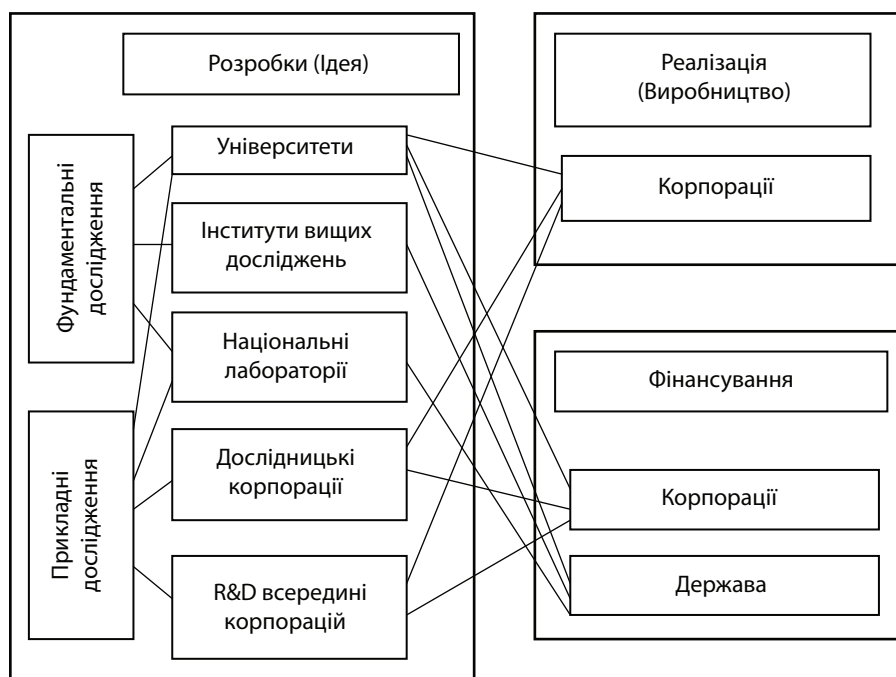 Розробки (Ідея)
Фундаментальні
дослідження
Прикладні
дослідження
Університети
Інститути вищих
досліджень
Національні
лабораторії
Дослідницькі
корпорації
R&D всередині
корпорацій
Реалізація
(Виробництво)
Корпорації
Фінансування
Корпорації
Держава